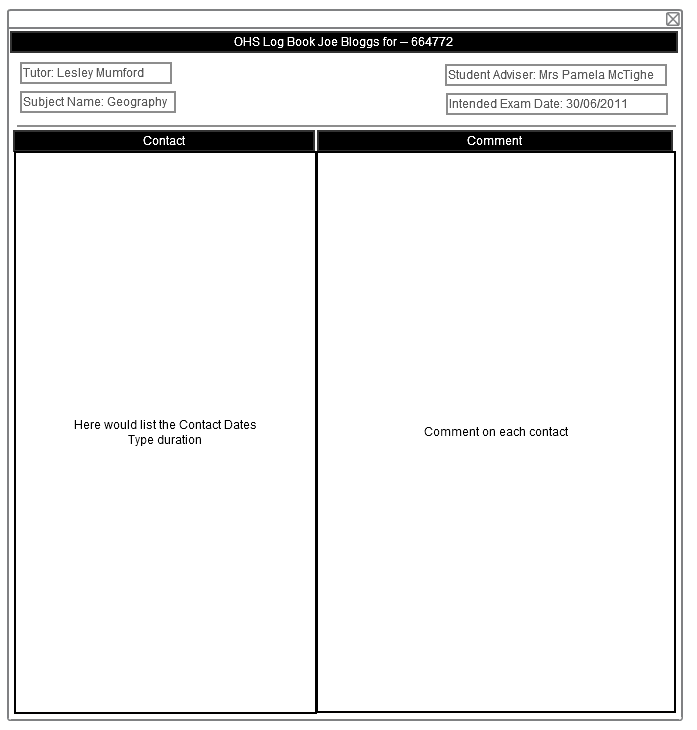 OHS Log Book Joe Bloggs for – 664772
Tutor: Lesley Mumford
Student Adviser: Mrs Pamela McTighe
Subject Name: Geography
Intended Exam Date: 30/06/2011
Contact
Comment
Here would list the Contact Dates
Type duration
Comment on each contact